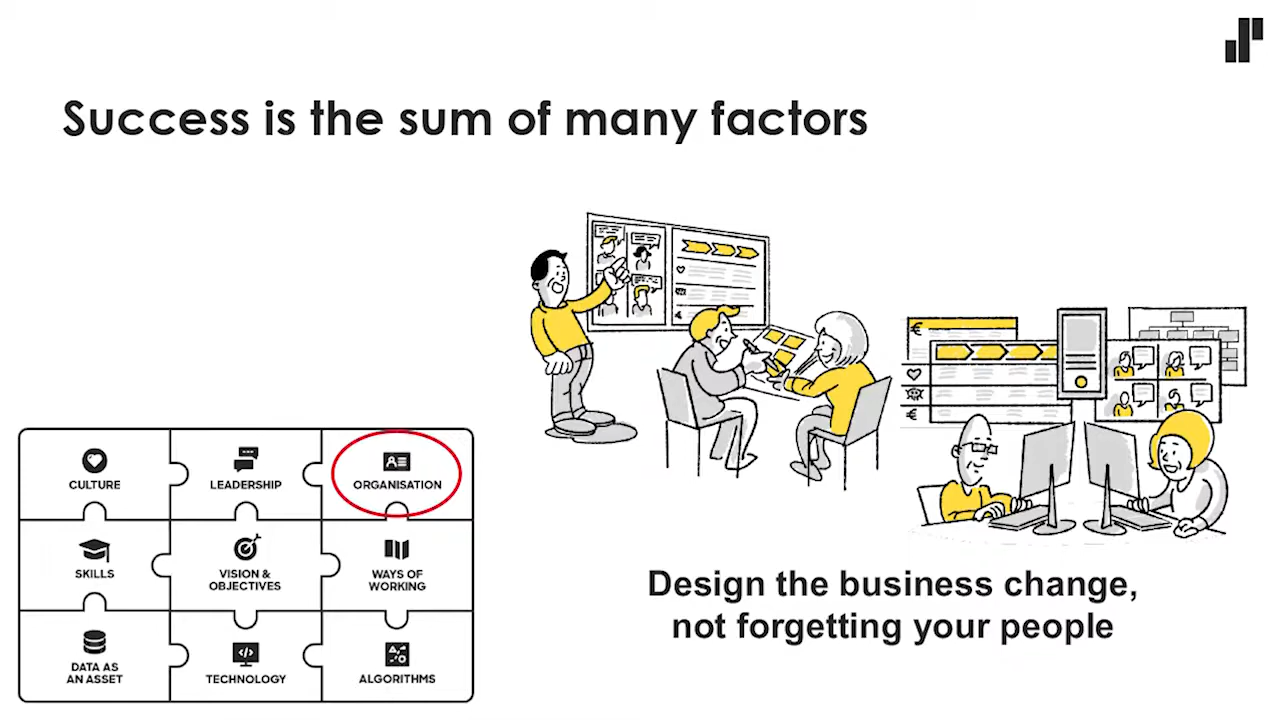 Success is the sum of many factors
CULTURE
LEADERSHIP
ORGANISATION
SKILLS
VISION &
OBJECTIVES
WAYS OF
WORKING
DATA AS
AN ASSET
TECHNOLOGY
ALGORITHMS
€
€
Design the business change,
not forgetting your people